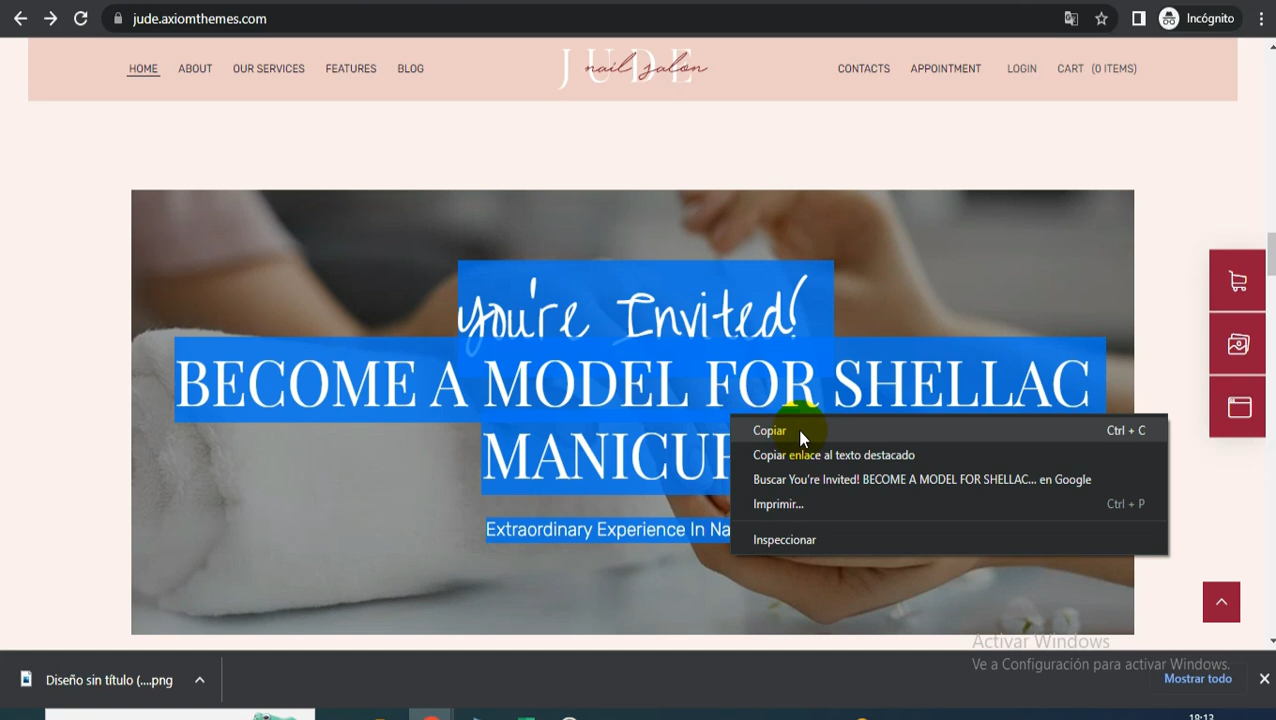 jude.axiomthemes.com
Incógnito
HOME ABOUT OUR SERVICES FEATURES BLOG
JUDE
nail salon
CONTACTS APPOINTMENT LOGIN CART (0 ITEMS)
You're Invited!
BECOME A MODEL FOR SHELLAC
MANICUR
Extraordinary Experience In Na
Copiar Ctrl + C
Copiar enlace al texto destacado
Buscar You're Invited! BECOME A MODEL FOR SHELLAC... en Google
Imprimir... Ctrl + P
Inspeccionar
Activar Windows
Ve a Configuración para activar Windows.
Diseño sin título (....png
Mostrar todo
18:13